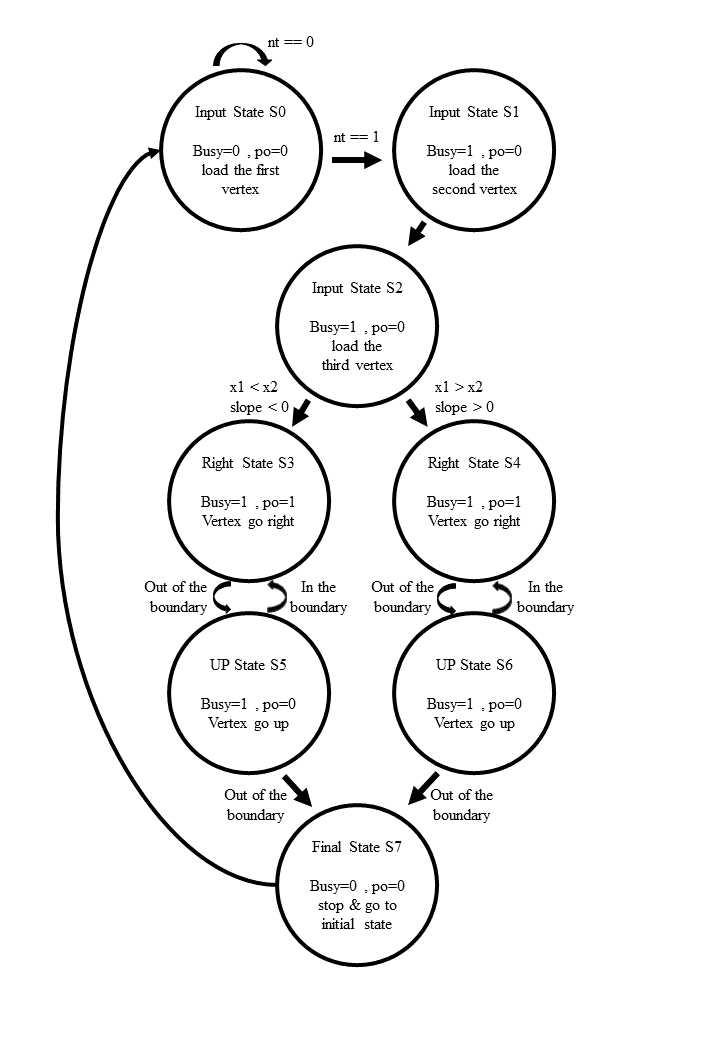 nt == 0
Input State S0
Busy=0 , po=0
load the first
vertex
nt == 1
Input State S1
Busy=1 , po=0
load the
second vertex
Input State S2
Busy=1 , po=0
load the
third vertex
x1 < x2
slope < 0
x1 > x2
slope > 0
Right State S3
Busy=1 , po=1
Vertex go right
Right State S4
Busy=1 , po=1
Vertex go right
Out of the
boundary
In the
boundary
Out of the
boundary
In the
boundary
UP State S5
Busy=1 , po=0
Vertex go up
UP State S6
Busy=1 , po=0
Vertex go up
Out of the
boundary
Out of the
boundary
Final State S7
Busy=0 , po=0
stop & go to
initial state